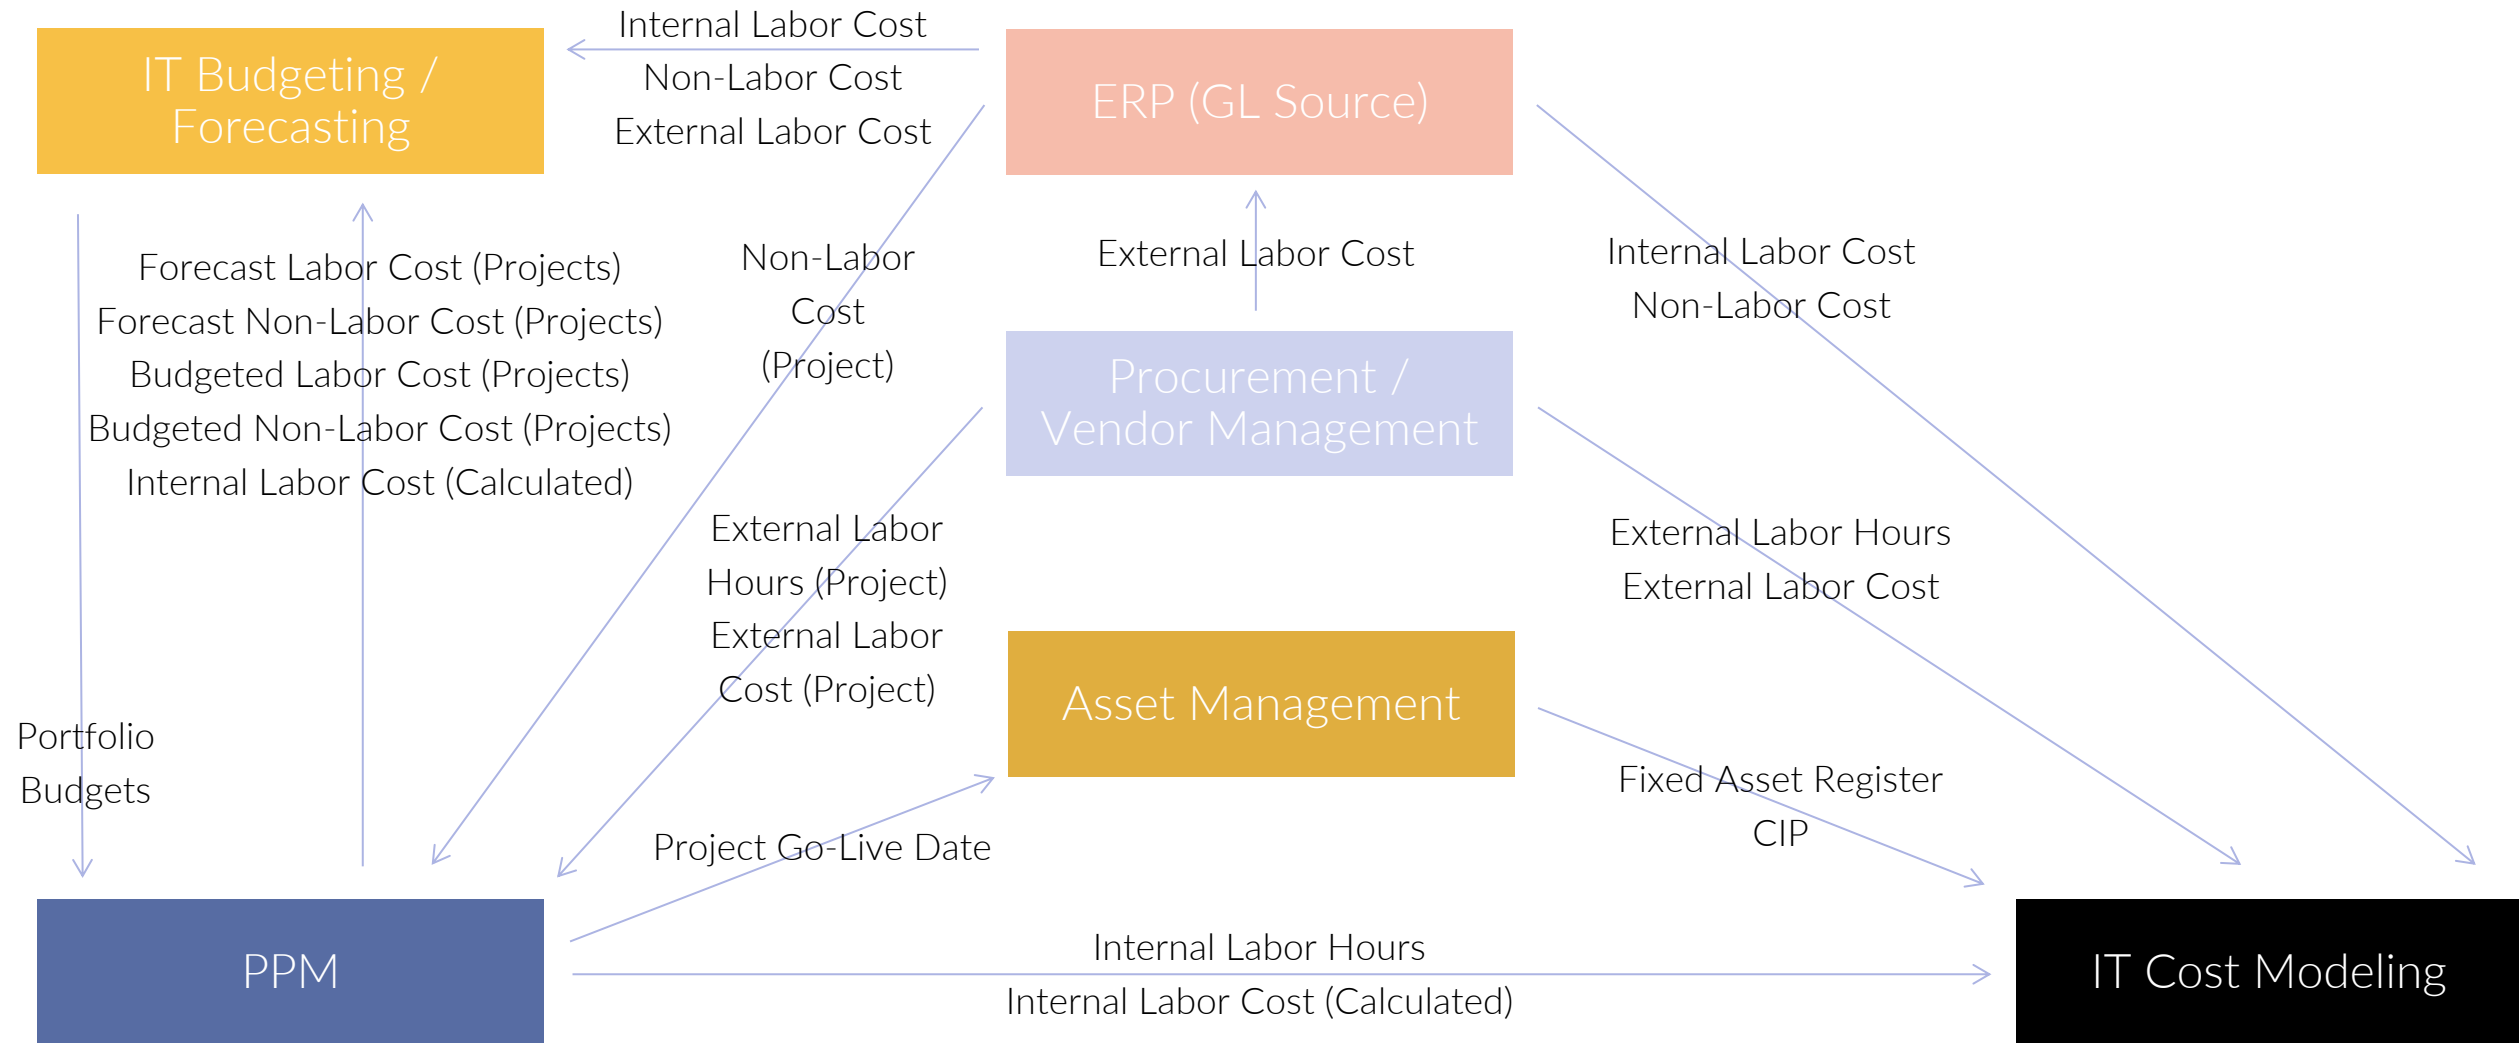 Internal Labor Cost
Non-Labor Cost
External Labor Cost
IT Budgeting /
Forecasting
ERP (GL Source)
Forecast Labor Cost (Projects)
Forecast Non-Labor Cost (Projects)
Budgeted Labor Cost (Projects)
Budgeted Non-Labor Cost (Projects)
Internal Labor Cost (Calculated)
Non-Labor
Cost
(Project)
External Labor Cost
Internal Labor Cost
Non-Labor Cost
Procurement /
Vendor Management
External Labor
Hours (Project)
External Labor
Cost (Project)
External Labor Hours
External Labor Cost
Asset Management
Portfolio
Budgets
Project Go-Live Date
Fixed Asset Register
CIP
PPM
Internal Labor Hours
Internal Labor Cost (Calculated)
IT Cost Modeling